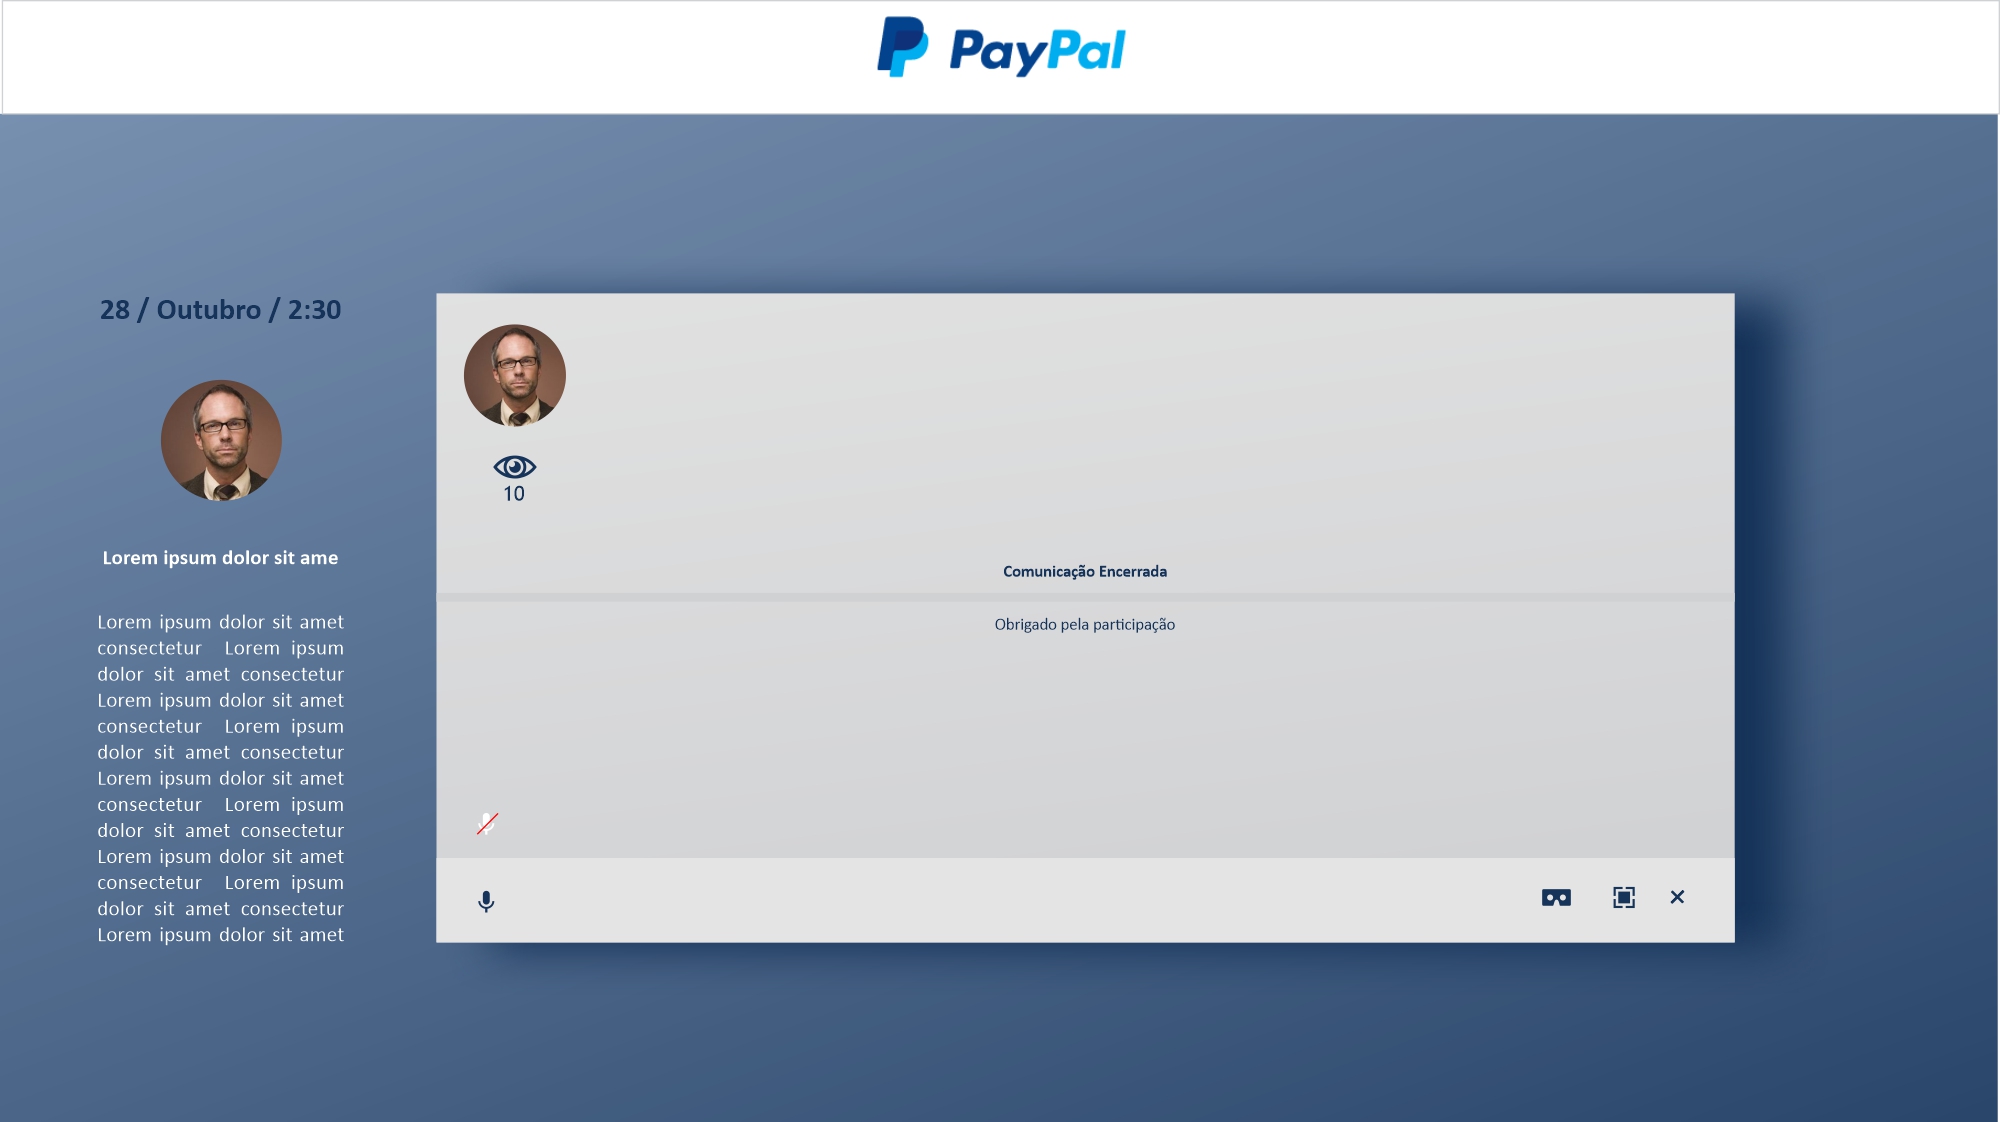 PayPal
28 / Outubro / 2:30
Lorem ipsum dolor sit ame
Lorem ipsum dolor sit amet
consectetur Lorem ipsum
dolor sit amet consectetur
Lorem ipsum dolor sit amet
consectetur Lorem ipsum
dolor sit amet consectetur
Lorem ipsum dolor sit amet
consectetur Lorem ipsum
dolor sit amet consectetur
Lorem ipsum dolor sit amet
consectetur Lorem ipsum
dolor sit amet consectetur
Lorem ipsum dolor sit amet
10
Comunicação Encerrada
Obrigado pela participação